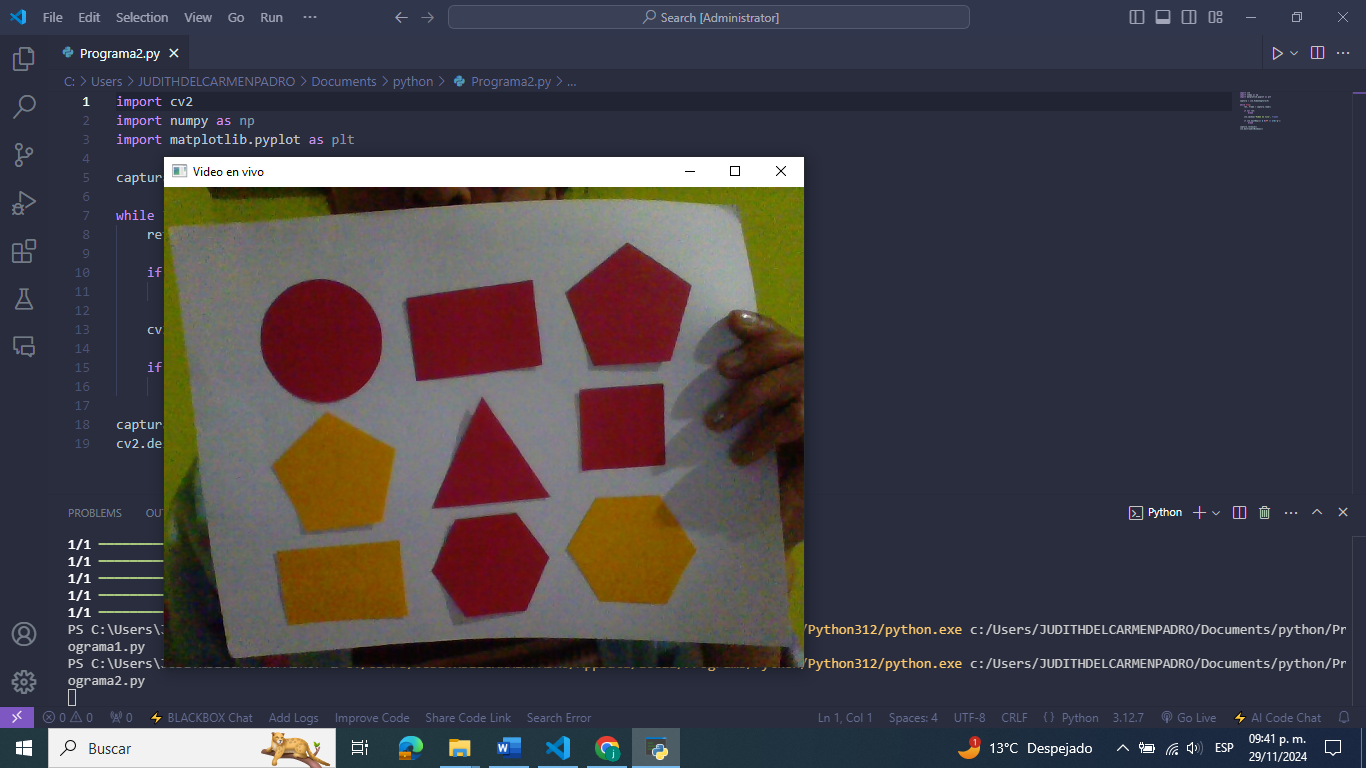 File Edit Selection View Go Run ··· Search [Administrator]
Programa2.py
C: > Users > JUDITHDELCARMENPADRO > Documents > python > Programa2.py > ...
1 import cv2
2 import numpy as np
3 import matplotlib.pyplot as plt
4
5 captur
6
7 while
8 re
9
10 if
11
12
13 cv
14
15 if
16
17
18 captur
19 cv2.de
Video en vivo
PROBLEMS OU Python
1/1
1/1
1/1
1/1
1/1
PS C:\Users\ /Python312/python.exe c:/Users/JUDITHDELCARMENPADRO/Documents/python/Pr
ograma1.py
PS C:\Users\ /Python312/python.exe c:/Users/JUDITHDELCARMENPADRO/Documents/python/Pr
ograma2.py
0 0 0 BLACKBOX Chat Add Logs Improve Code Share Code Link Search Error Ln 1, Col 1 Spaces: 4 UTF-8 CRLF { } Python 3.12.7 Go Live AI Code Chat
Buscar 1 13°C Despejado ESP 09:41 p. m.
29/11/2024